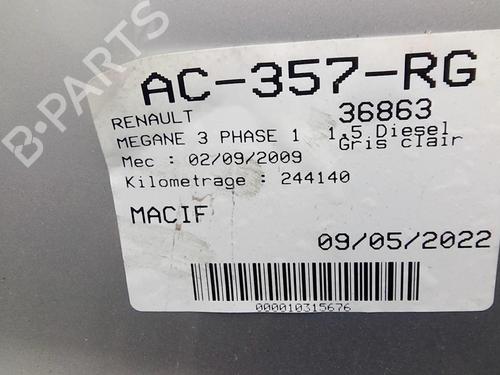 B-PARTS
AC-357-RG
RENAULT 36863
MEGANE 3 PHASE 1 1.5 Diesel
Gris clair
Mec : 02/09/2009
Kilometrage : 244140
MACIF
09/05/2022
000010315676